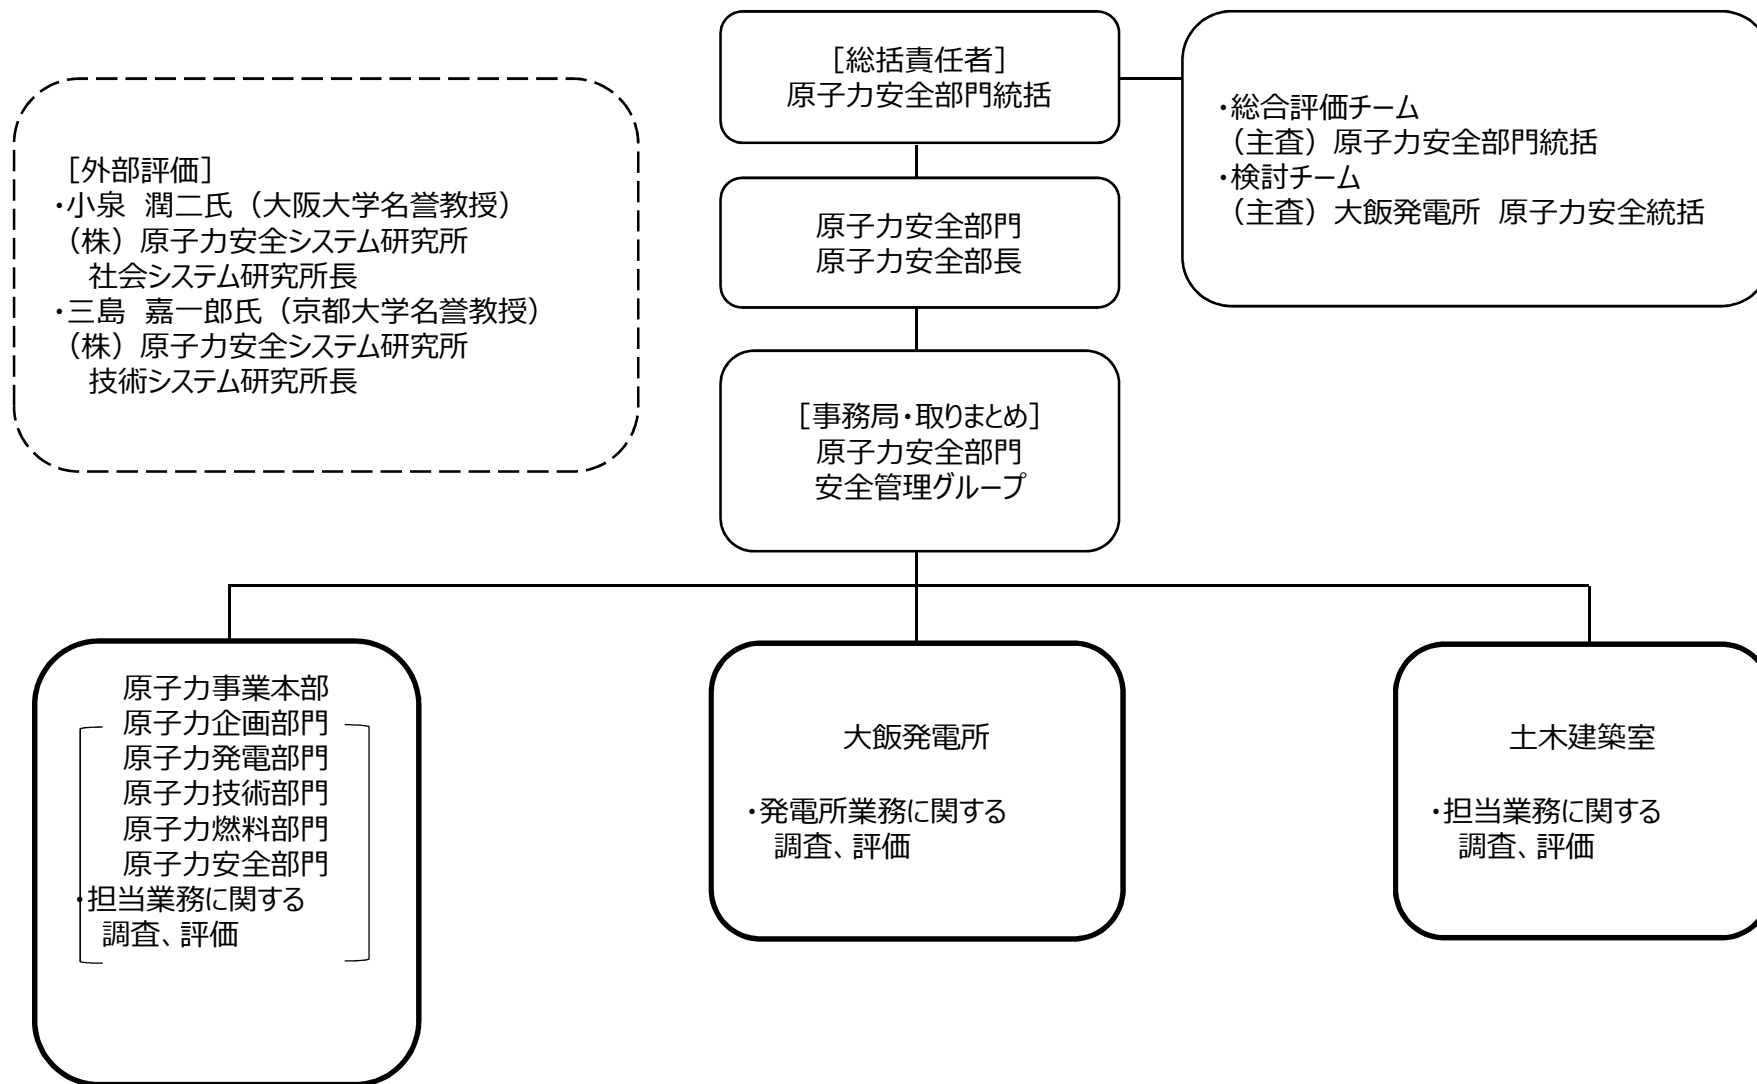 [総括責任者]
原子力安全部門統括
・総合評価チーム
(主査) 原子力安全部門統括
・検討チーム
(主査) 大飯発電所 原子力安全統括
[外部評価]
・小泉 潤二氏 (大阪大学名誉教授)
(株) 原子力安全システム研究所
社会システム研究所長
・三島 嘉一郎氏 (京都大学名誉教授)
(株) 原子力安全システム研究所
技術システム研究所長
原子力安全部門
原子力安全部長
[事務局・取りまとめ]
原子力安全部門
安全管理グループ
原子力事業本部
原子力企画部門
原子力発電部門
原子力技術部門
原子力燃料部門
原子力安全部門
・担当業務に関する
調査、評価
大飯発電所
・発電所業務に関する
調査、評価
土木建築室
・担当業務に関する
調査、評価